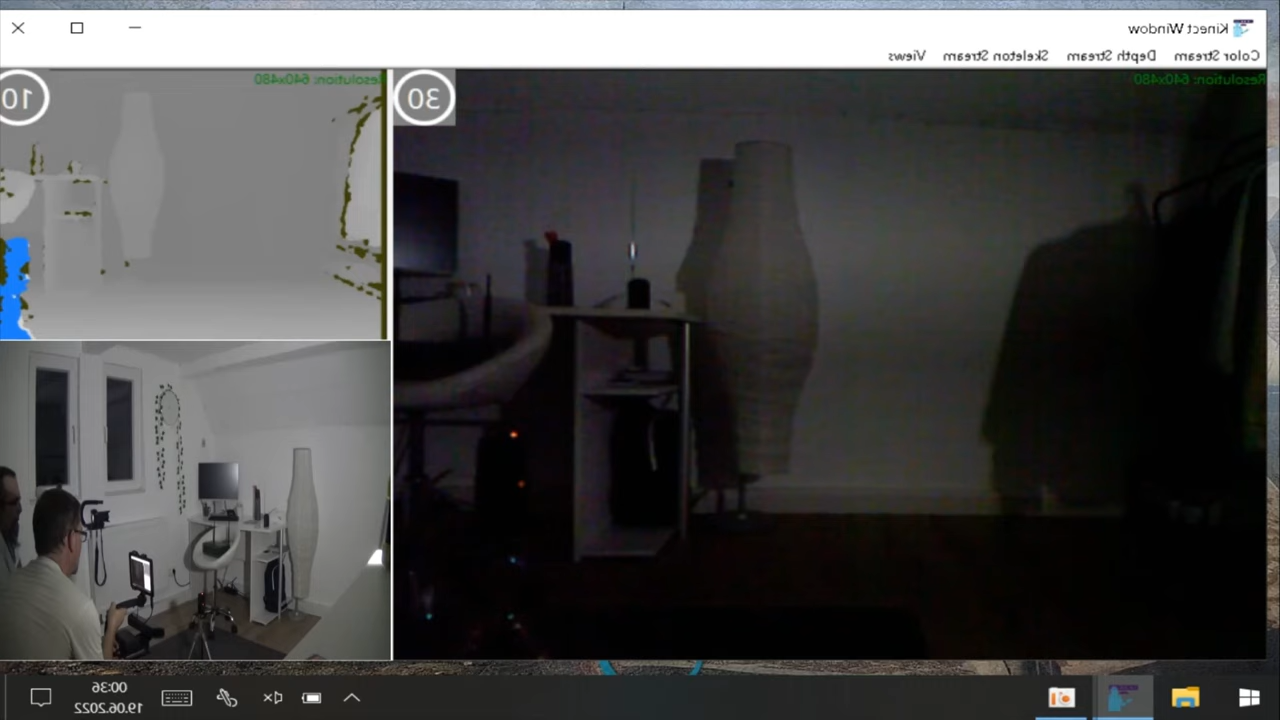 Kinect Window
Color Stream Depth Stream Skeleton Stream Views
Resolution: 640x480
30
Resolution: 640x480
10
00:36
19.06.2022